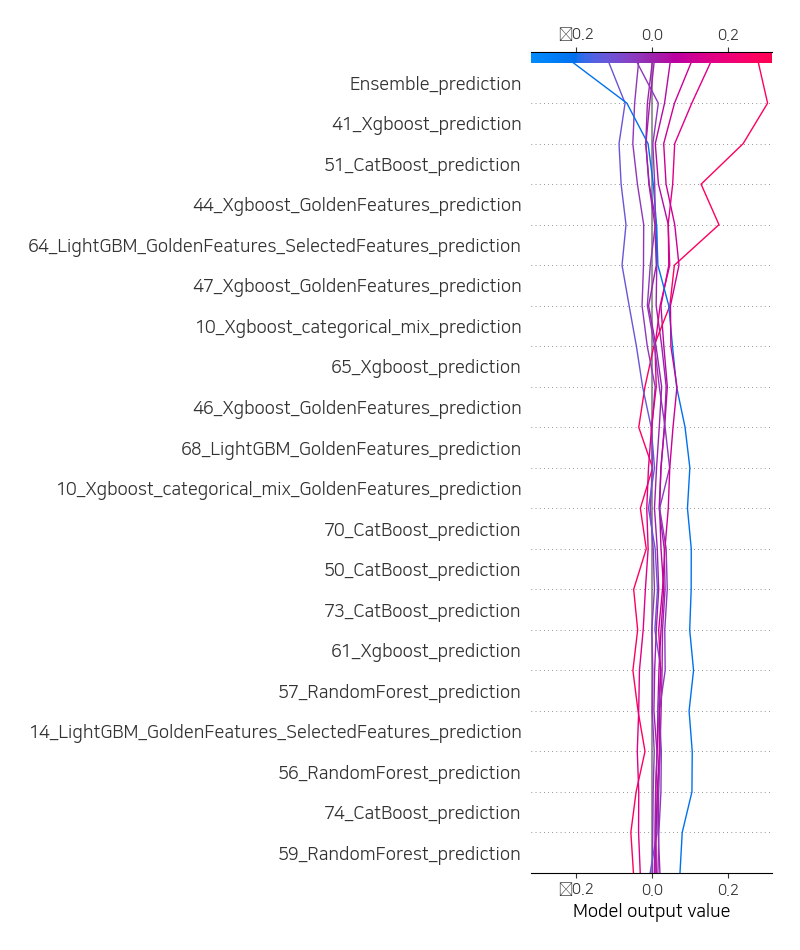 ☒0.2 0.0 0.2
Ensemble_prediction
41_Xgboost_prediction
51_CatBoost_prediction
44_Xgboost_GoldenFeatures_prediction
64_LightGBM_GoldenFeatures_SelectedFeatures_prediction
47_Xgboost_GoldenFeatures_prediction
10_Xgboost_categorical_mix_prediction
65_Xgboost_prediction
46_Xgboost_GoldenFeatures_prediction
68_LightGBM_GoldenFeatures_prediction
10_Xgboost_categorical_mix_GoldenFeatures_prediction
70_CatBoost_prediction
50_CatBoost_prediction
73_CatBoost_prediction
61_Xgboost_prediction
57_RandomForest_prediction
14_LightGBM_GoldenFeatures_SelectedFeatures_prediction
56_RandomForest_prediction
74_CatBoost_prediction
59_RandomForest_prediction
☒0.2 0.0 0.2
Model output value